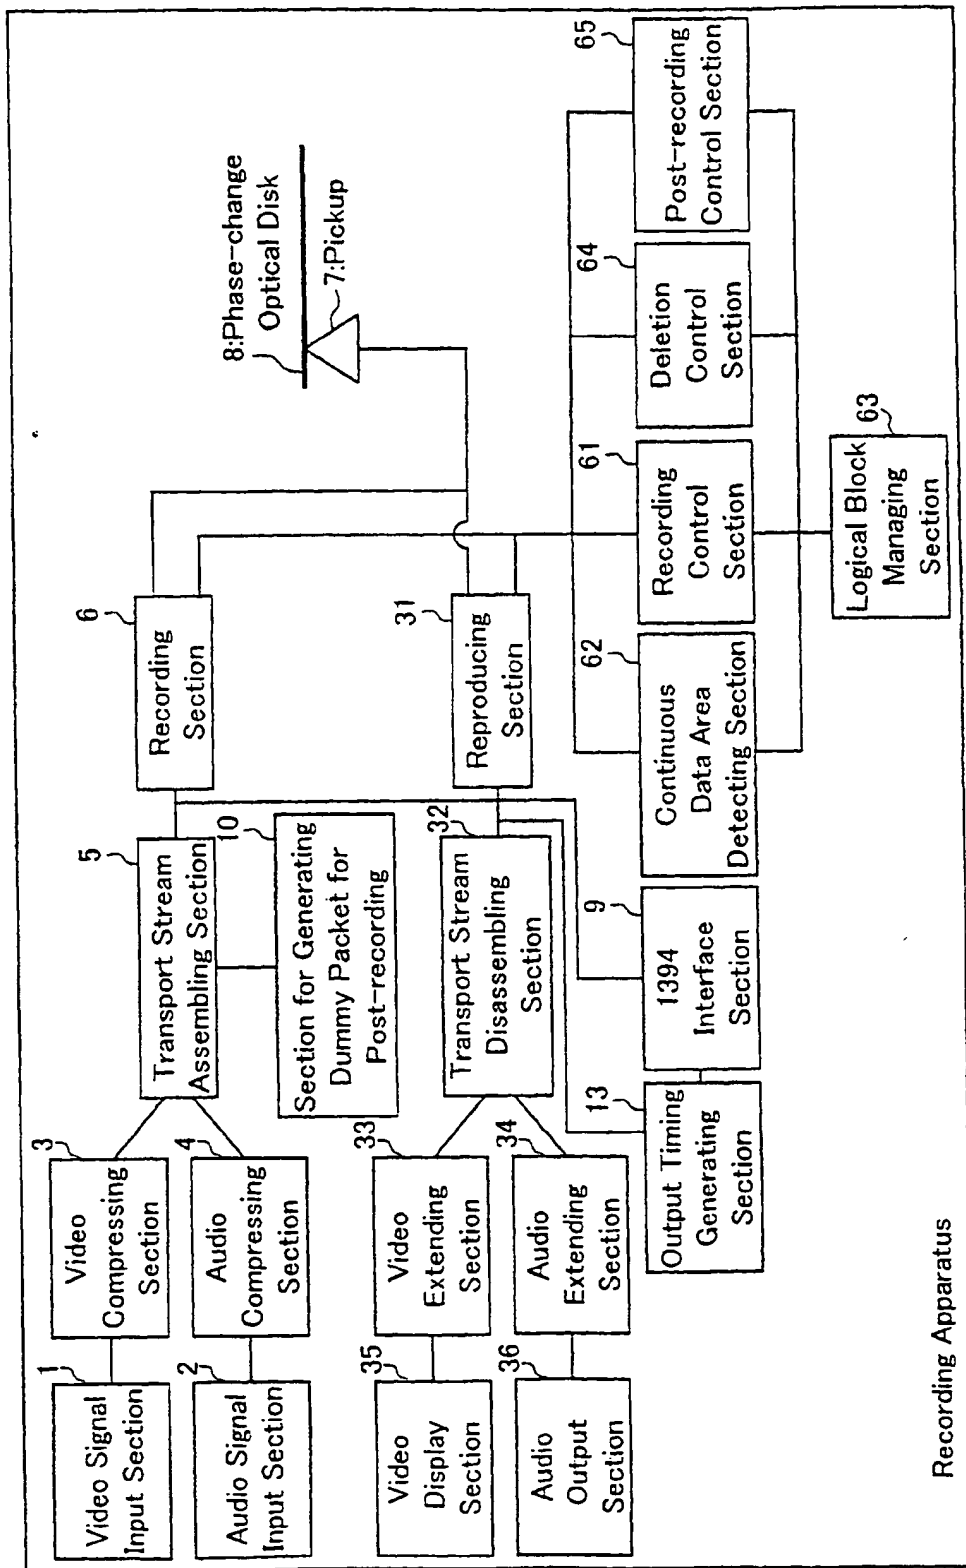 1
Video Signal
Input Section
3
Video
Compressing
Section
2
Audio Signal
Input Section
4
Audio
Compressing
Section
5
Transport Stream
Assembling Section
6
Recording
Section
10
Section for Generating
Dummy Packet for
Post-recording
8:Phase-change
Optical Disk
7:Pickup
35
Video
Display
Section
33
Video
Extending
Section
36
Audio
Output
Section
34
Audio
Extending
Section
32
Transport Stream
Disassembling
Section
31
Reproducing
Section
13
Output Timing
Generating
Section
9
1394
Interface
Section
62
Continuous
Data Area
Detecting Section
61
Recording
Control
Section
64
Deletion
Control
Section
65
Post-recording
Control Section
63
Logical Block
Managing
Section
Recording Apparatus